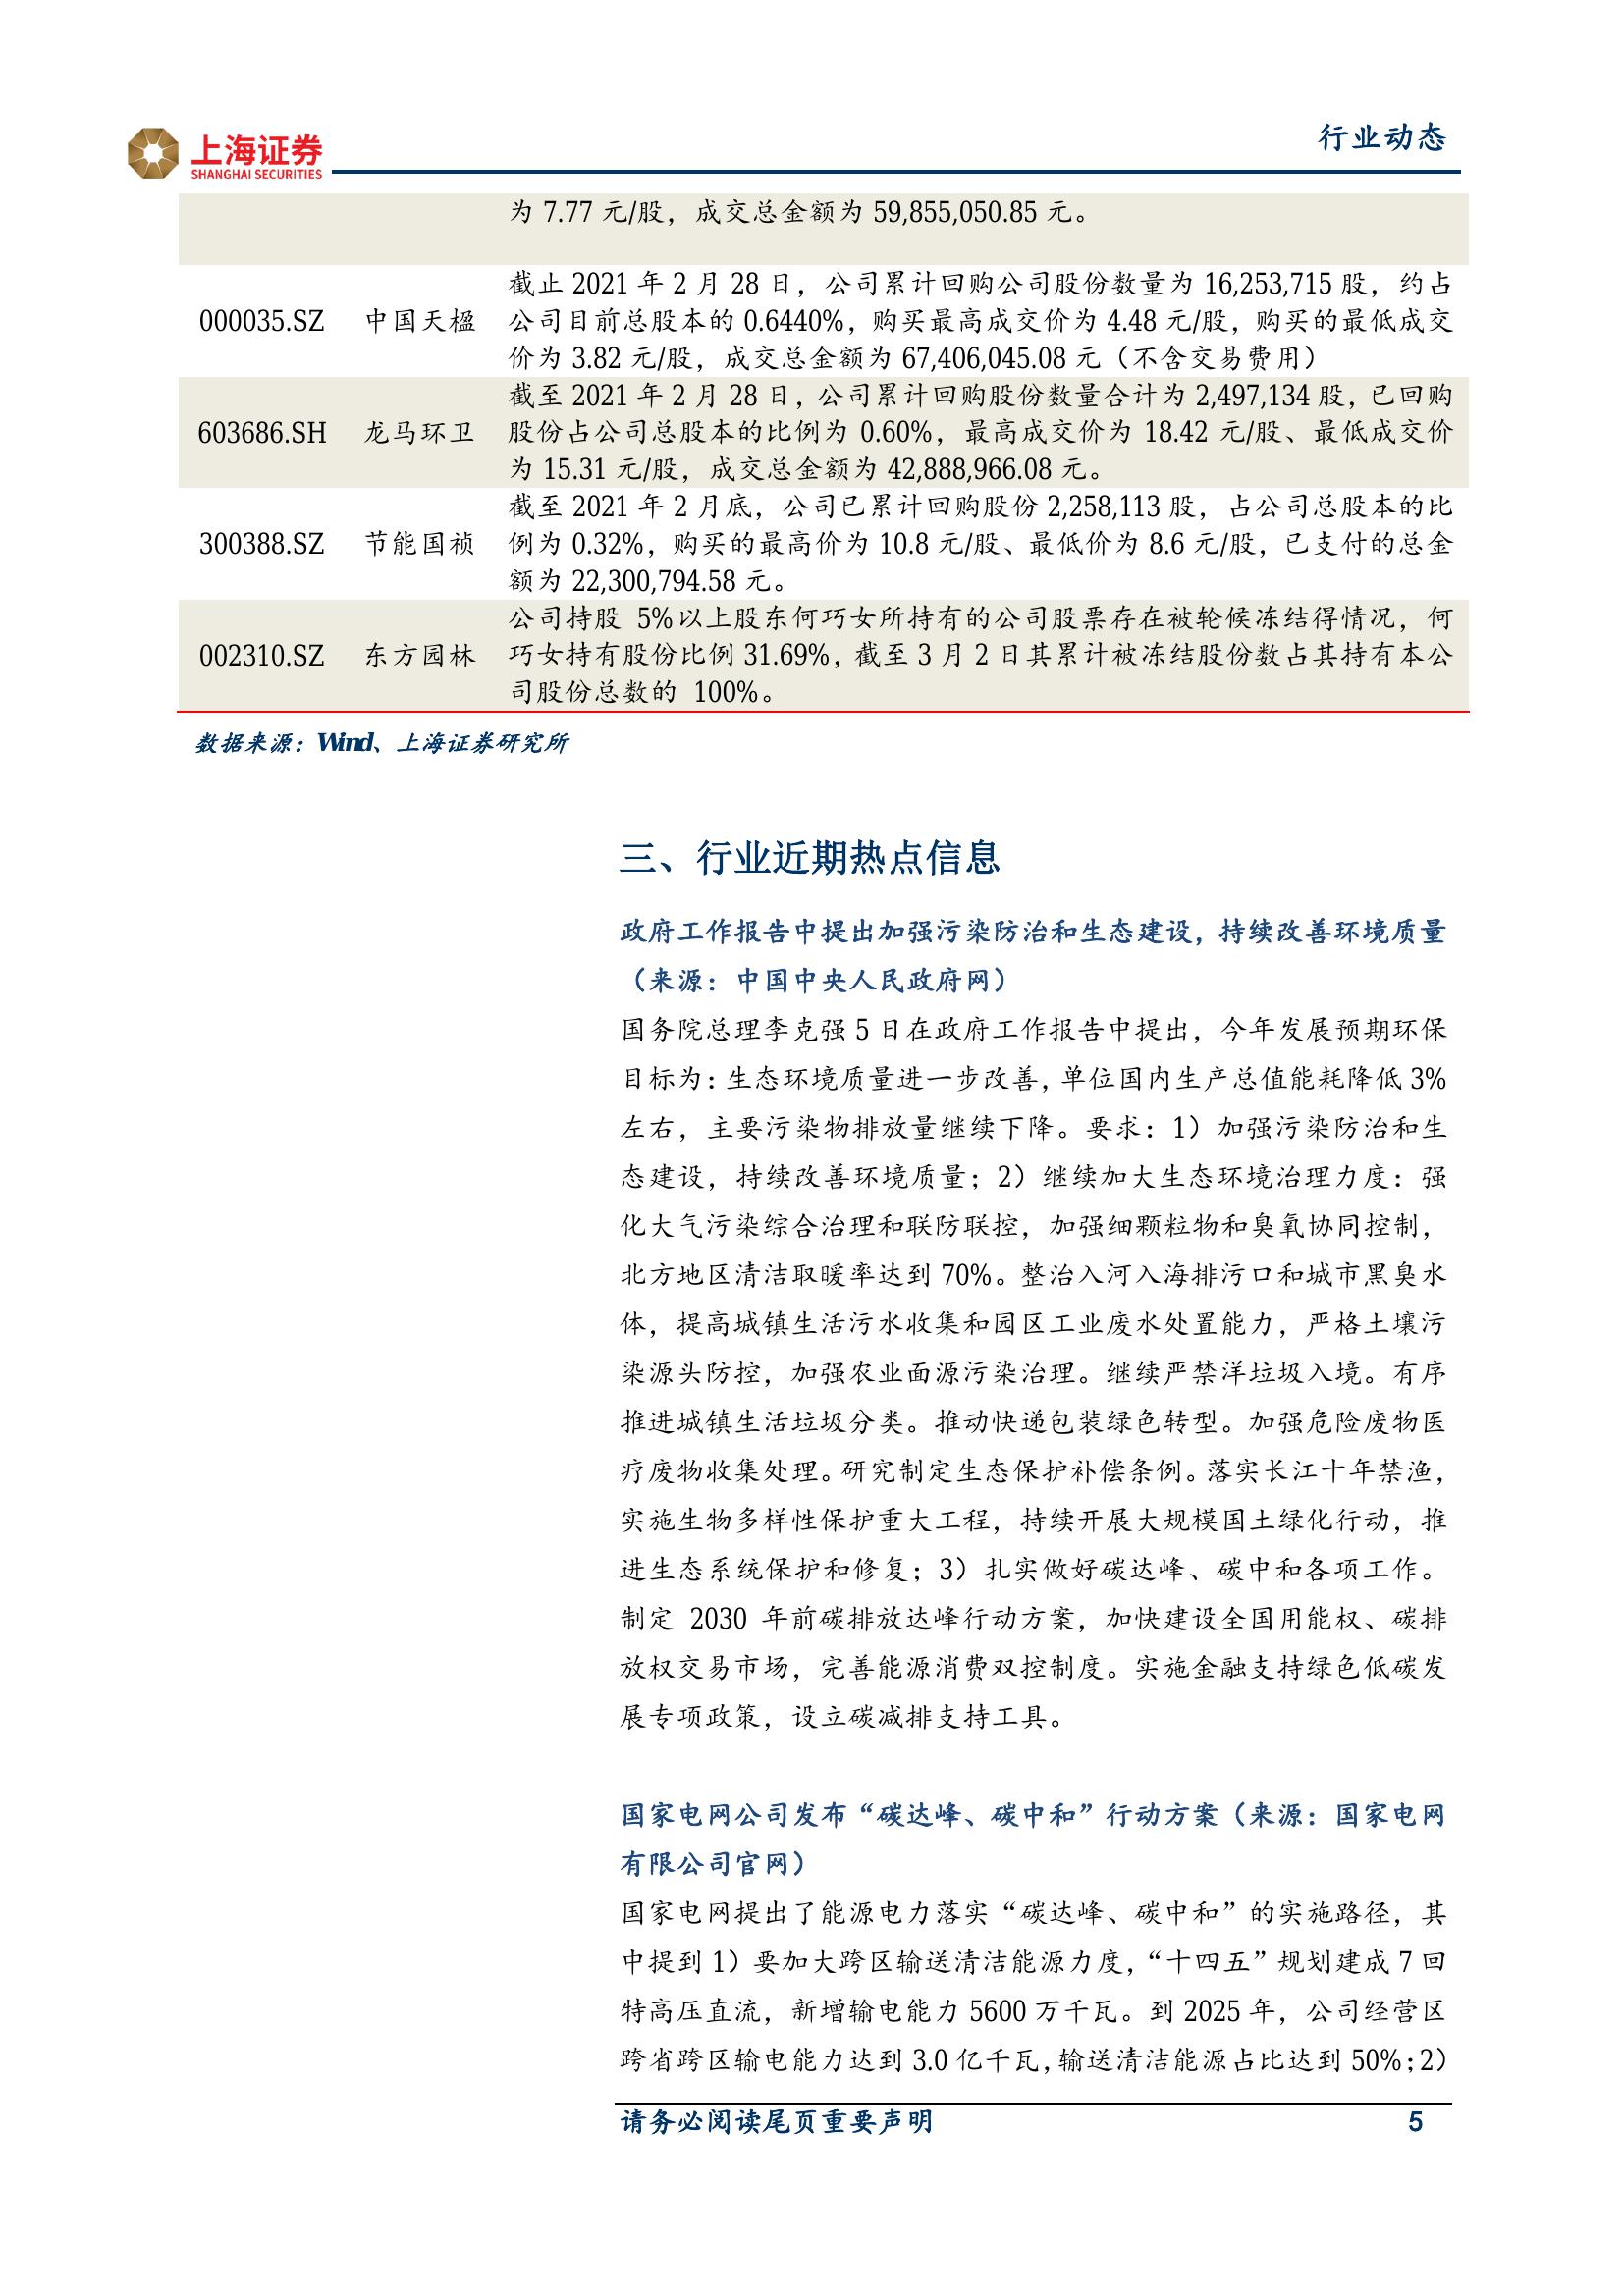 上海证券
SHANGHAI SECURITIES
行业动态
为 7.77 元/股，成交总金额为 59,855,050.85 元。
截止 2021 年 2 月 28 日，公司累计回购公司股份数量为 16,253,715 股，约占
000035.SZ 中国天楹 公司目前总股本的 0.6440%，购买最高成交价为 4.48 元/股，购买的最低成交
价为 3.82 元/股，成交总金额为 67,406,045.08 元（不含交易费用）
截至 2021 年 2 月 28 日，公司累计回购股份数量合计为 2,497,134 股，已回购
603686.SH 龙马环卫 股份占公司总股本的比例为 0.60%，最高成交价为 18.42 元/股、最低成交价
为 15.31 元/股，成交总金额为 42,888,966.08 元。
截至 2021 年 2 月底，公司已累计回购股份 2,258,113 股，占公司总股本的比
300388.SZ 节能国祯 例为 0.32%，购买的最高价为 10.8 元/股、最低价为 8.6 元/股，已支付的总金
额为 22,300,794.58 元。
公司持股 5%以上股东何巧女所持有的公司股票存在被轮候冻结得情况，何
002310.SZ 东方园林 巧女持有股份比例 31.69%，截至 3 月 2 日其累计被冻结股份数占其持有本公
司股份总数的 100%。
数据来源：Wind、上海证券研究所
三、行业近期热点信息
政府工作报告中提出加强污染防治和生态建设，持续改善环境质量
（来源：中国中央人民政府网）
国务院总理李克强 5 日在政府工作报告中提出，今年发展预期环保
目标为：生态环境质量进一步改善，单位国内生产总值能耗降低 3%
左右，主要污染物排放量继续下降。要求：1）加强污染防治和生
态建设，持续改善环境质量；2）继续加大生态环境治理力度：强
化大气污染综合治理和联防联控，加强细颗粒物和臭氧协同控制，
北方地区清洁取暖率达到 70%。整治入河入海排污口和城市黑臭水
体，提高城镇生活污水收集和园区工业废水处置能力，严格土壤污
染源头防控，加强农业面源污染治理。继续严禁洋垃圾入境。有序
推进城镇生活垃圾分类。推动快递包装绿色转型。加强危险废物医
疗废物收集处理。研究制定生态保护补偿条例。落实长江十年禁渔，
实施生物多样性保护重大工程，持续开展大规模国土绿化行动，推
进生态系统保护和修复；3）扎实做好碳达峰、碳中和各项工作。
制定 2030 年前碳排放达峰行动方案，加快建设全国用能权、碳排
放权交易市场，完善能源消费双控制度。实施金融支持绿色低碳发
展专项政策，设立碳减排支持工具。
国家电网公司发布“碳达峰、碳中和”行动方案（来源：国家电网
有限公司官网）
国家电网提出了能源电力落实“碳达峰、碳中和”的实施路径，其
中提到 1）要加大跨区输送清洁能源力度，“十四五”规划建成 7 回
特高压直流，新增输电能力 5600 万千瓦。到 2025 年，公司经营区
跨省跨区输电能力达到 3.0 亿千瓦，输送清洁能源占比达到 50%；2）
请务必阅读尾页重要声明 5